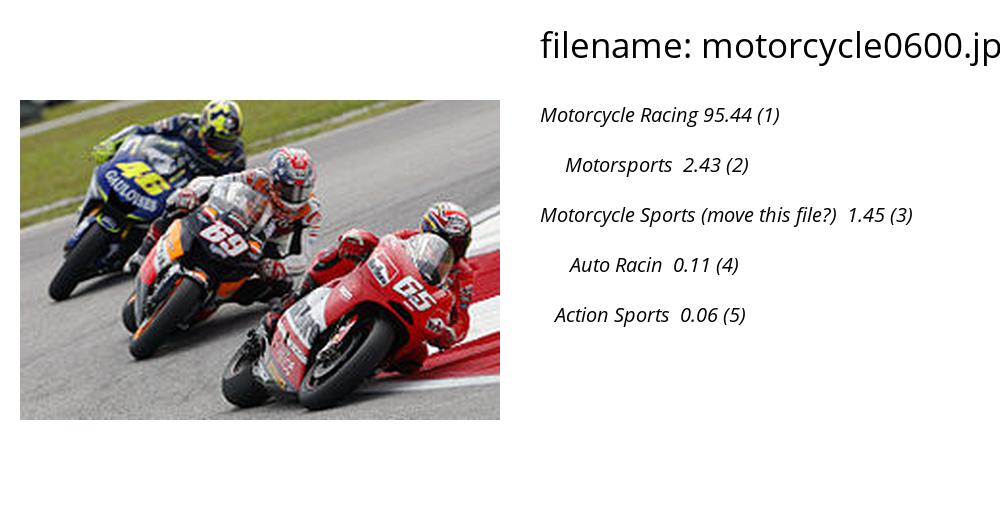 filename: motorcycle0600.jp
Motorcycle Racing 95.44 (1)
Motorsports 2.43 (2)
Motorcycle Sports (move this file?) 1.45 (3)
Auto Racin 0.11 (4)
Action Sports 0.06 (5)
46
GAULOISES
69
65